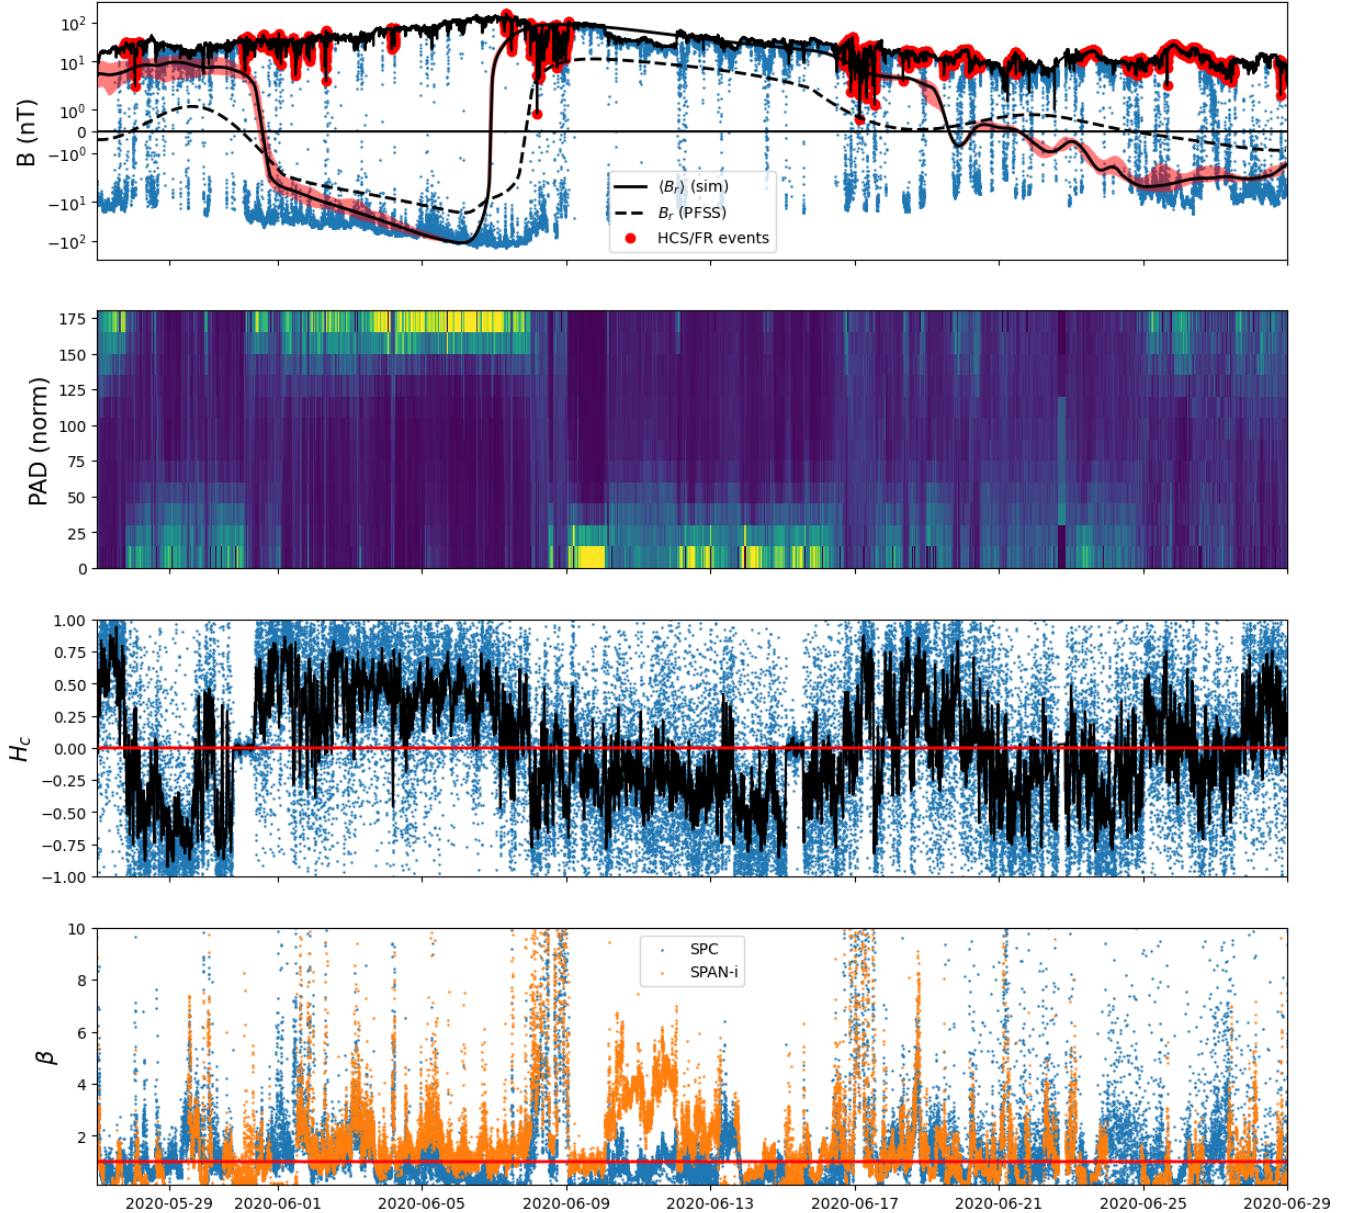 10²
10¹
10⁰
0
−10⁰
−10¹
−10²
B (nT)
⟨Bᵣ⟩ (sim)
Bᵣ (PFSS)
HCS/FR events
175
150
125
100
75
50
25
0
PAD (norm)
1.00
0.75
0.50
0.25
0.00
−0.25
−0.50
−0.75
−1.00
H_c
10
8
6
4
2
β
SPC
SPAN-i
2020-05-29 2020-06-01 2020-06-05 2020-06-09 2020-06-13 2020-06-17 2020-06-21 2020-06-25 2020-06-29